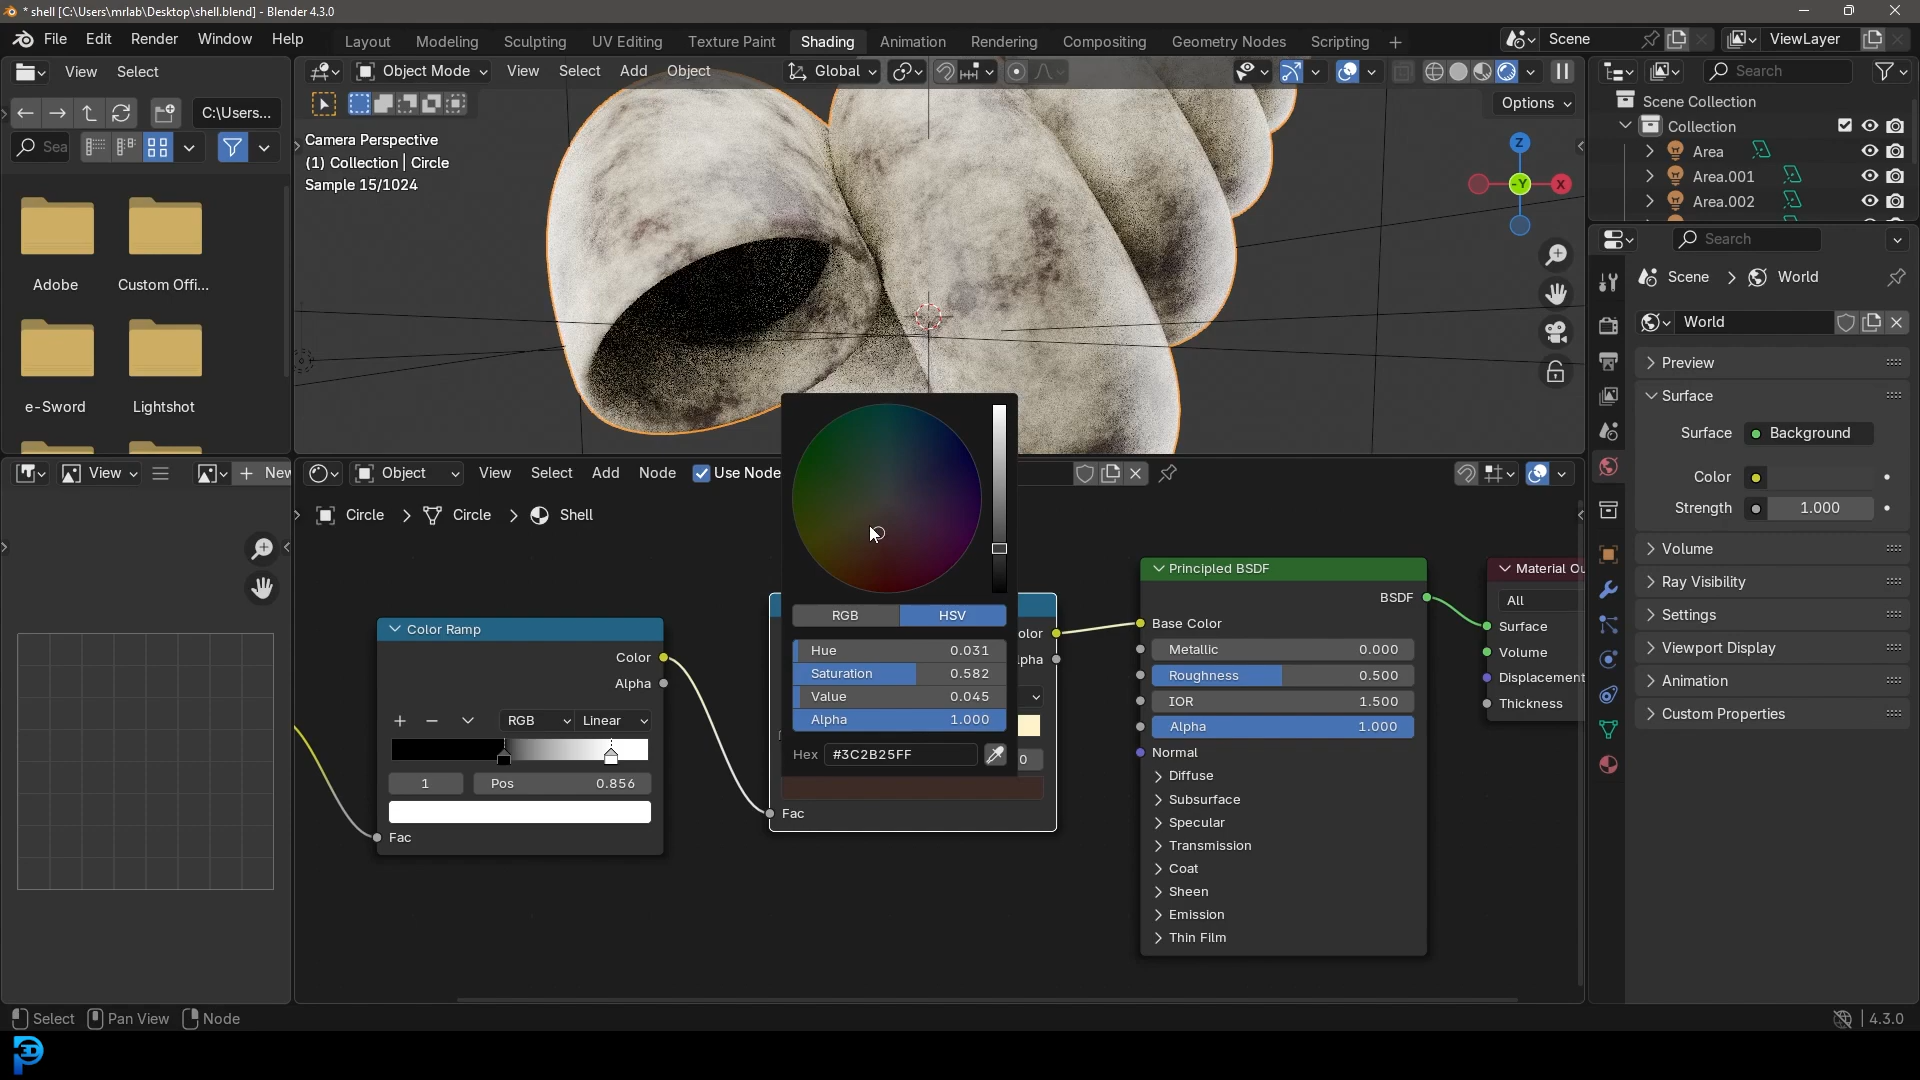 * shell [C:\Users\mrlab\Desktop\shell.blend] - Blender 4.3.0
File Edit Render Window Help
Layout Modeling Sculpting UV Editing Texture Paint Shading Animation Rendering Compositing Geometry Nodes Scripting
Scene
ViewLayer
View Select
Object Mode View Select Add Object
Global
Search
C:\Users...
Sea
Options
Camera Perspective
(1) Collection | Circle
Sample 15/1024
Z
-Y
X
Scene Collection
Collection
Area
Area.001
Area.002
Adobe
Custom Offi...
e-Sword
Lightshot
Search
Scene World
World
Preview
Surface
Surface Background
Color
Strength 1.000
Volume
Ray Visibility
Settings
Viewport Display
Animation
Custom Properties
View
New
Object View Select Add Node Use Node
Circle Circle Shell
Color Ramp
Color
Alpha
RGB Linear
1 Pos 0.856
Fac
RGB HSV
Hue 0.031
Saturation 0.582
Value 0.045
Alpha 1.000
Hex #3C2B25FF
olor
pha
0
Fac
Principled BSDF
BSDF
Base Color
Metallic 0.000
Roughness 0.500
IOR 1.500
Alpha 1.000
Normal
Diffuse
Subsurface
Specular
Transmission
Coat
Sheen
Emission
Thin Film
Material Ou
All
Surface
Volume
Displacement
Thickness
Select Pan View Node
4.3.0